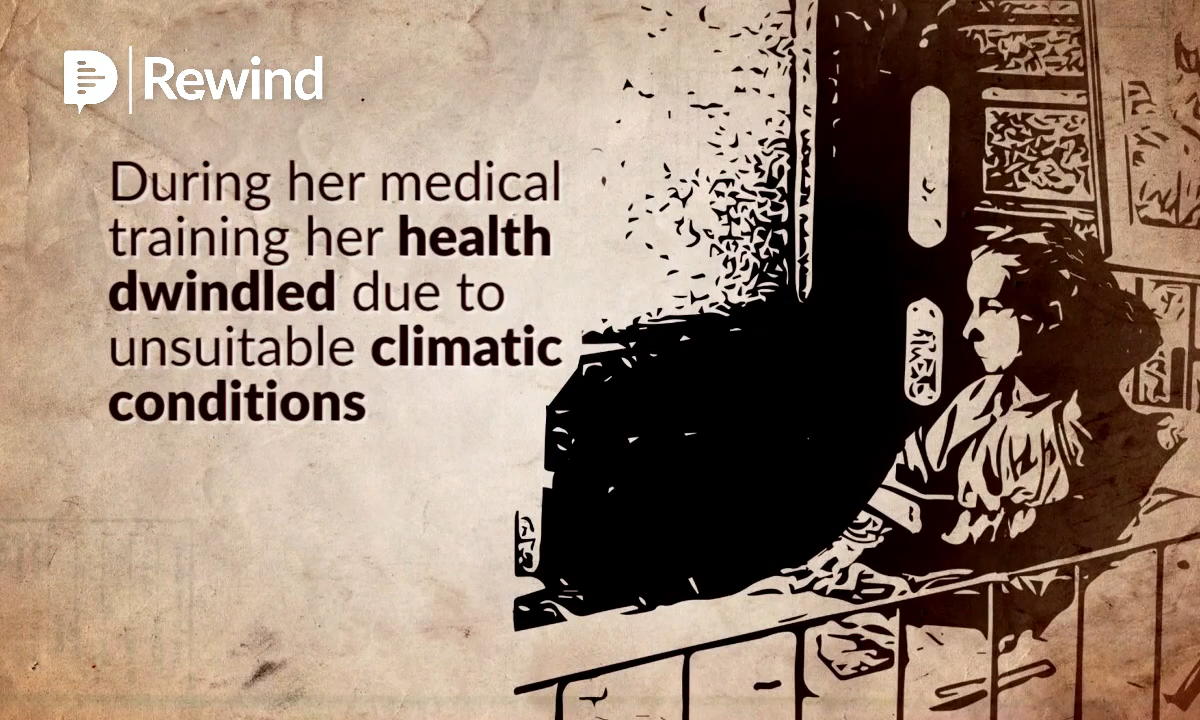 Rewind
During her medical
training her health
dwindled due to
unsuitable climatic
conditions